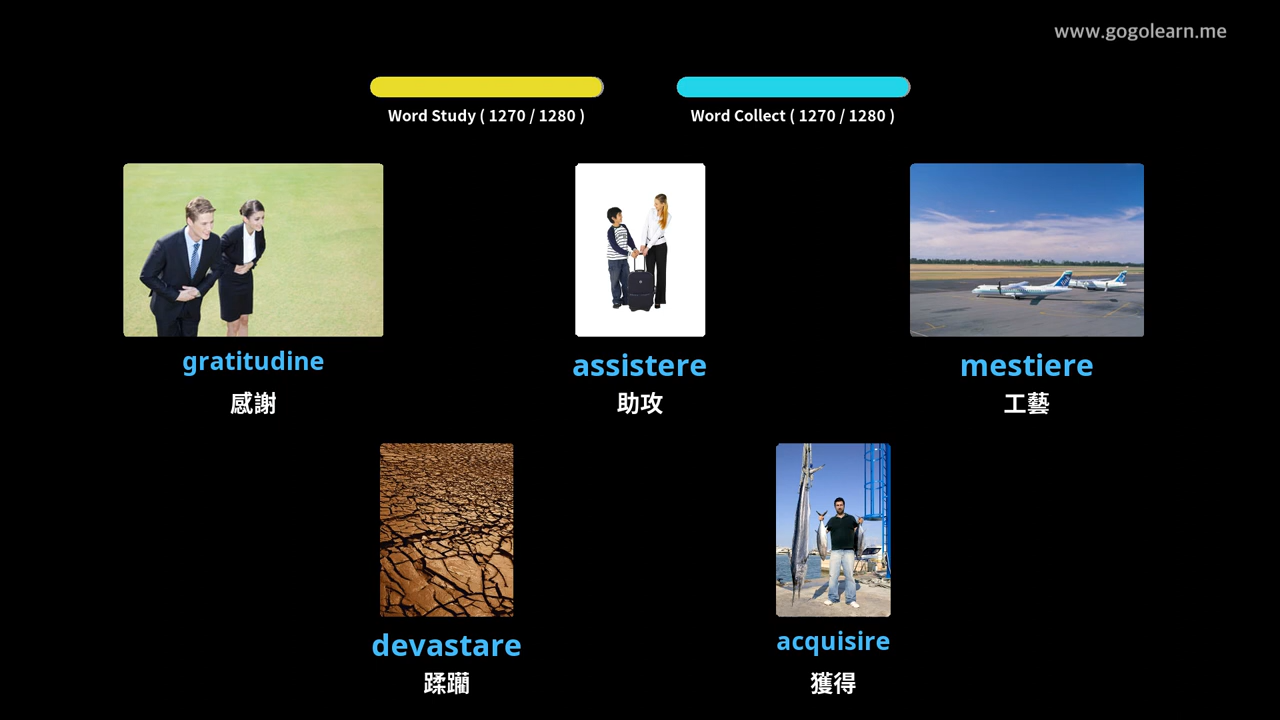 www.gogolearn.me
Word Study ( 1270 / 1280 )
Word Collect ( 1270 / 1280 )
gratitudine
感謝
assistere
助攻
mestiere
工藝
devastare
蹂躪
acquisire
獲得